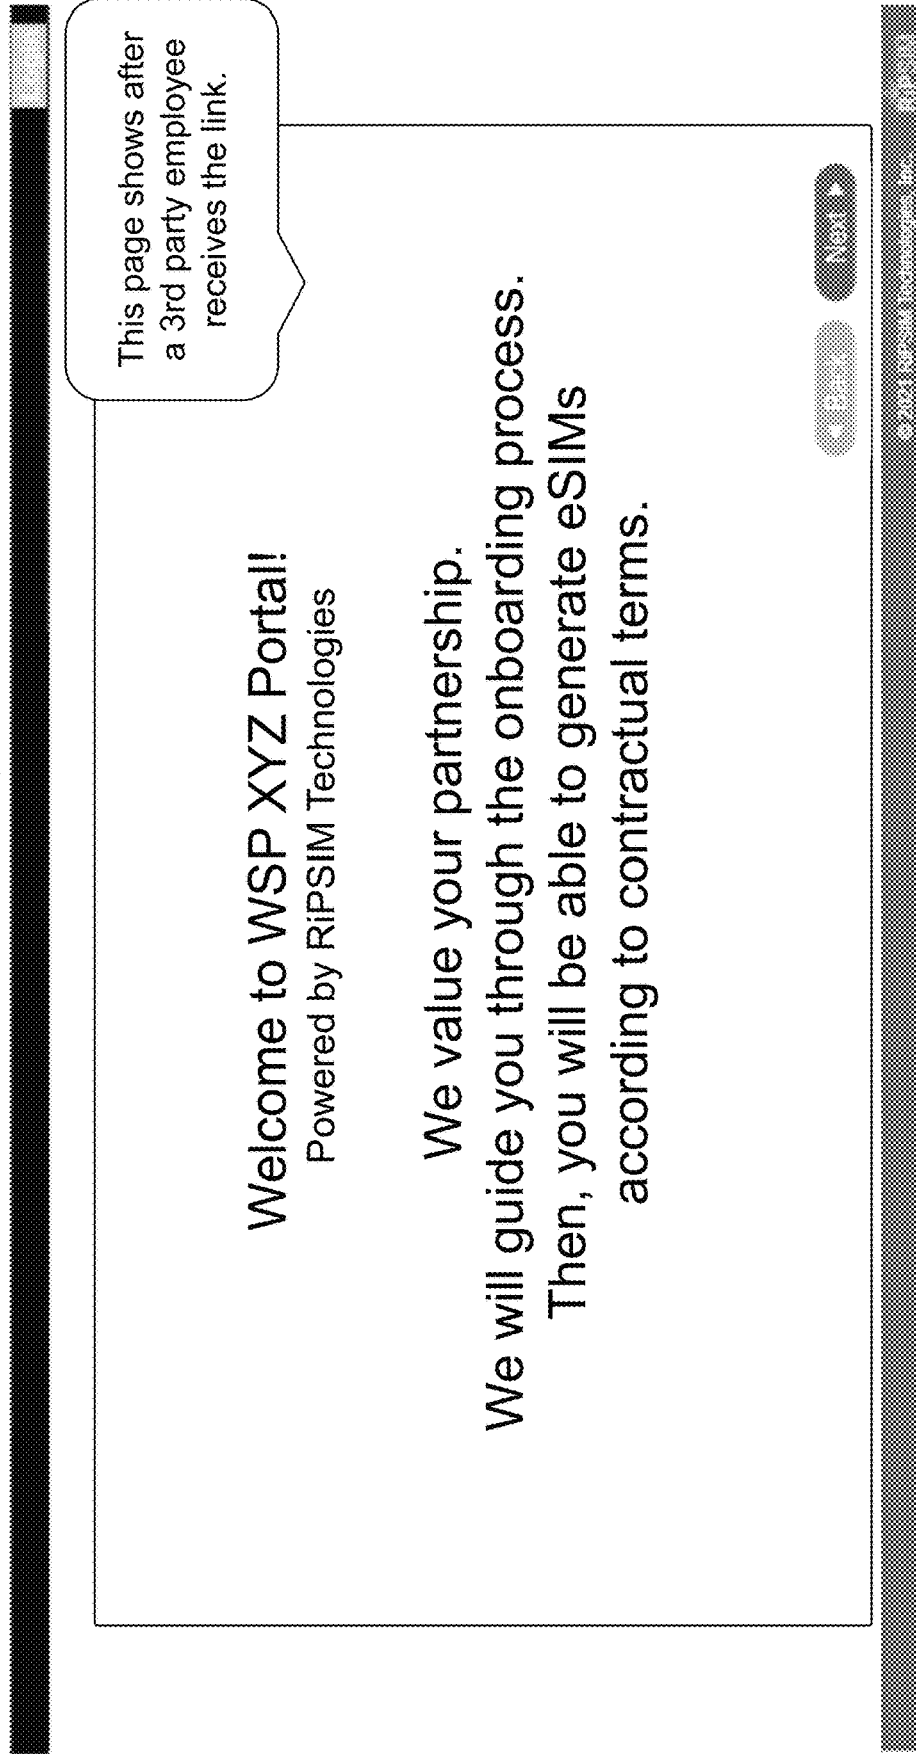 This page shows after
a 3rd party employee
receives the link.
Welcome to WSP XYZ Portal!
Powered by RiPSIM Technologies
We value your partnership.
We will guide you through the onboarding process.
Then, you will be able to generate eSIMs
according to contractual terms.